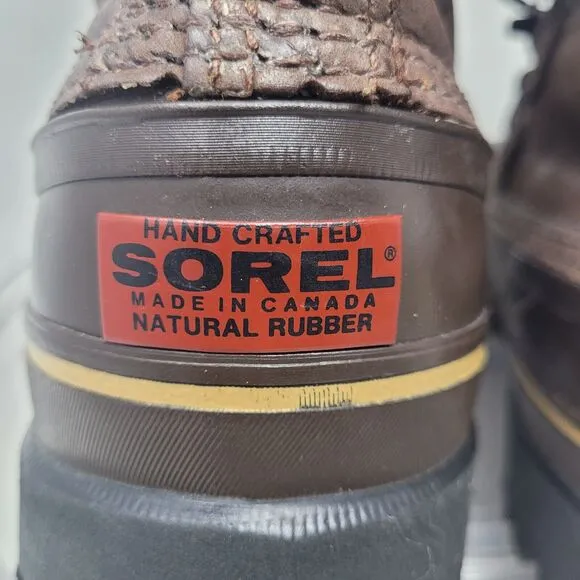 HAND CRAFTED
SOREL®
MADE IN CANADA
NATURAL RUBBER